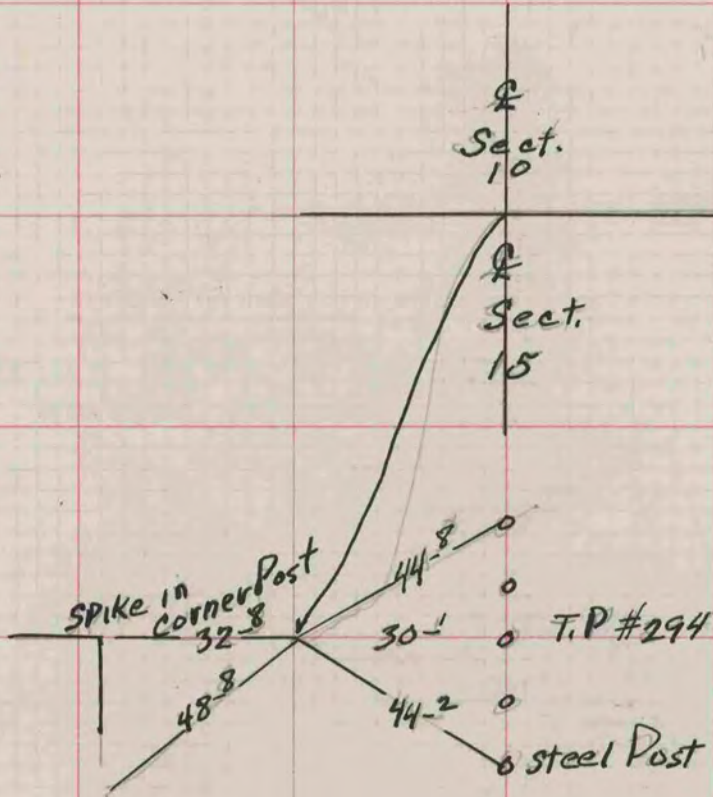 ℄
Sect.
10
℄
Sect.
15
44-8
SPIKE in
corner Post
32-8
30-1
T.P #294
48-8
44-2
steel Post